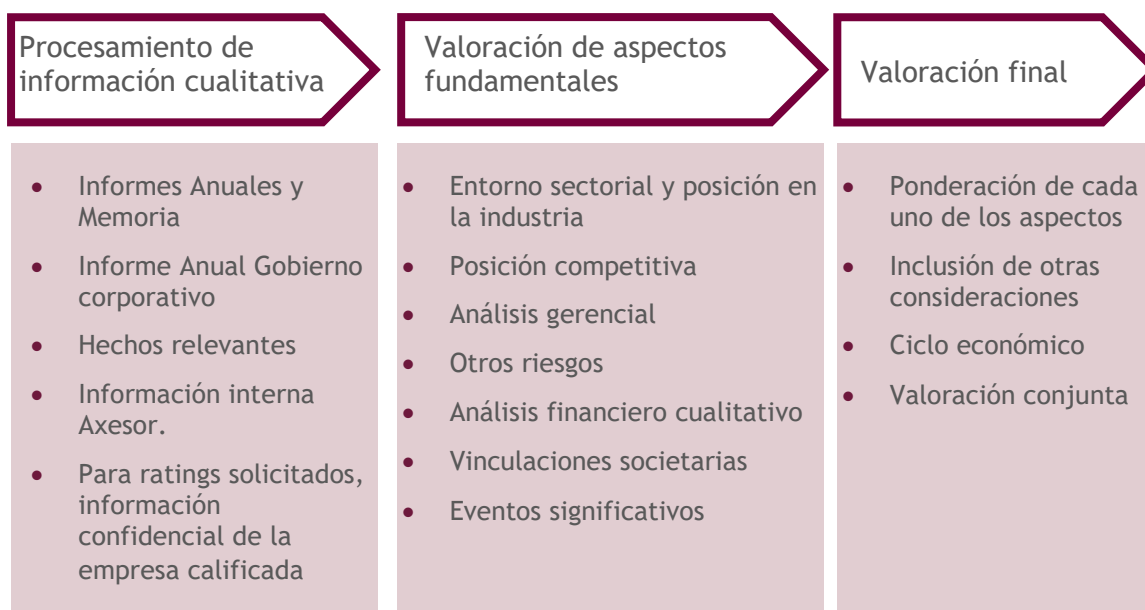 Procesamiento de
información cualitativa
Valoración de aspectos
fundamentales
Valoración final
• Informes Anuales y
Memoria
• Informe Anual Gobierno
corporativo
• Hechos relevantes
• Información interna
Axesor.
• Para ratings solicitados,
información
confidencial de la
empresa calificada
• Entorno sectorial y posición en
la industria
• Posición competitiva
• Análisis gerencial
• Otros riesgos
• Análisis financiero cualitativo
• Vinculaciones societarias
• Eventos significativos
• Ponderación de cada
uno de los aspectos
• Inclusión de otras
consideraciones
• Ciclo económico
• Valoración conjunta